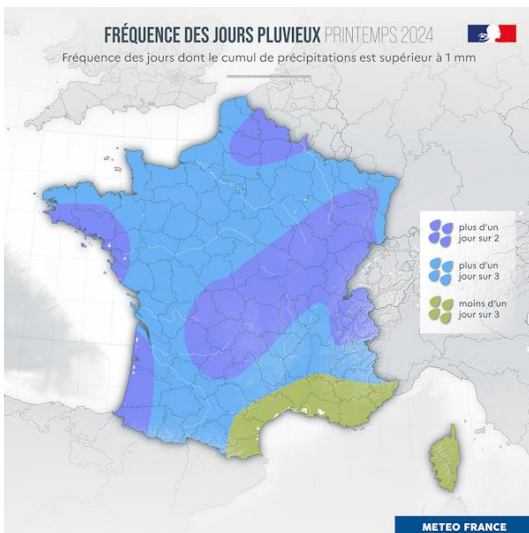 FRÉQUENCE DES JOURS PLUVIEUX PRINTEMPS 2024
Fréquence des jours dont le cumul de précipitations est supérieur à 1 mm
plus d'un
jour sur 2
plus d'un
jour sur 3
moins d'un
jour sur 3
METEO FRANCE